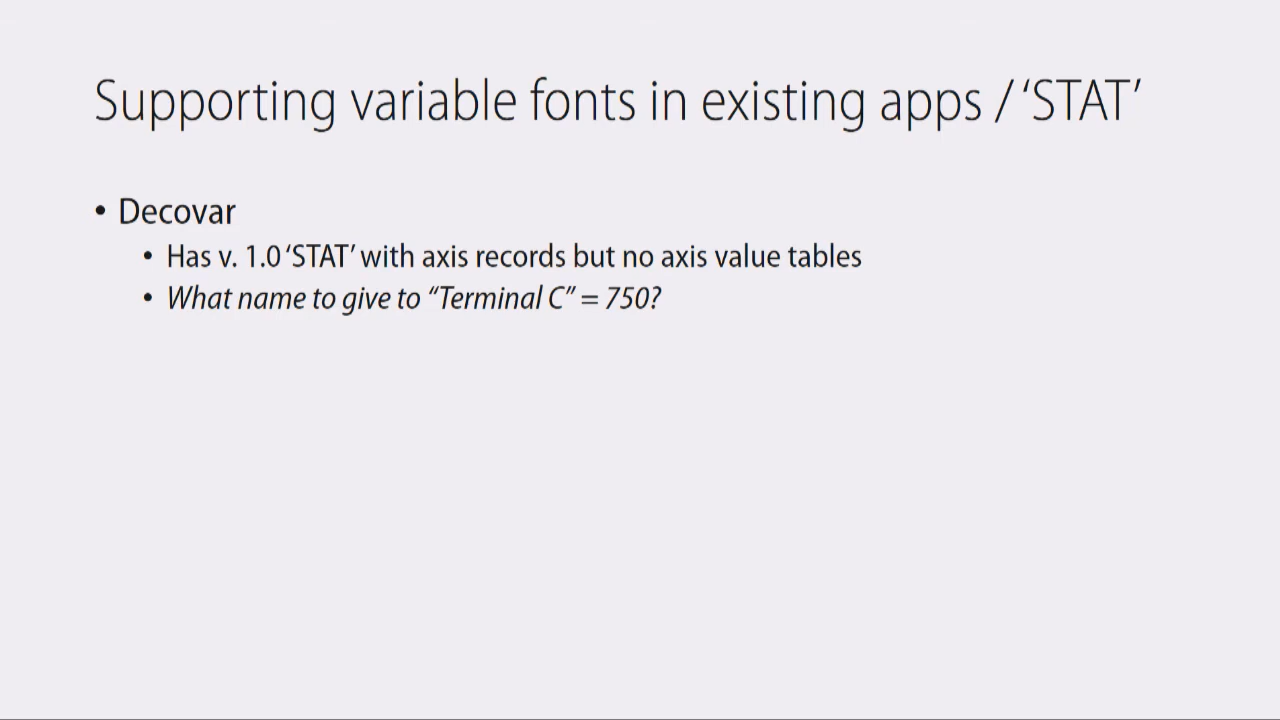 Supporting variable fonts in existing apps / ‘STAT’
• Decovar
• Has v. 1.0 ‘STAT’ with axis records but no axis value tables
• What name to give to “Terminal C” = 750?